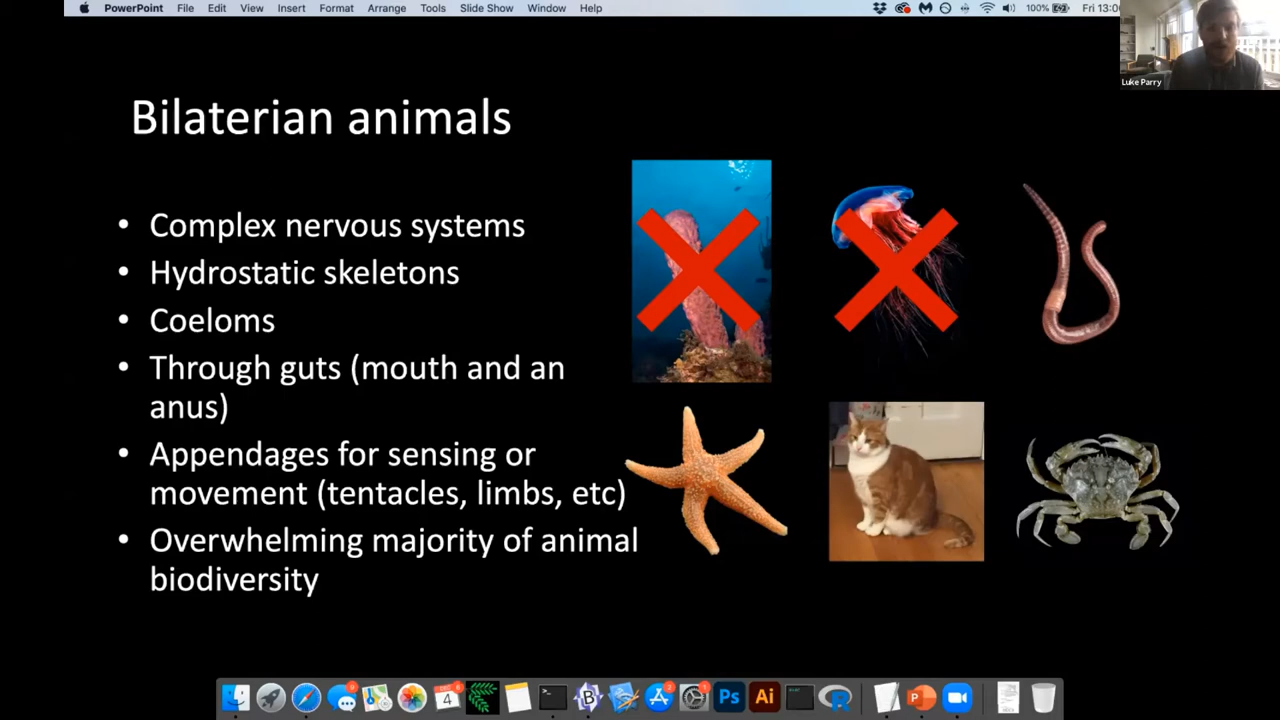 PowerPoint File Edit View Insert Format Arrange Tools Slide Show Window Help 100% Fri 13:0
Luke Parry
Bilaterian animals
• Complex nervous systems
• Hydrostatic skeletons
• Coeloms
• Through guts (mouth and an
anus)
• Appendages for sensing or
movement (tentacles, limbs, etc)
• Overwhelming majority of animal
biodiversity
DEC
4
Ps
Ai
R